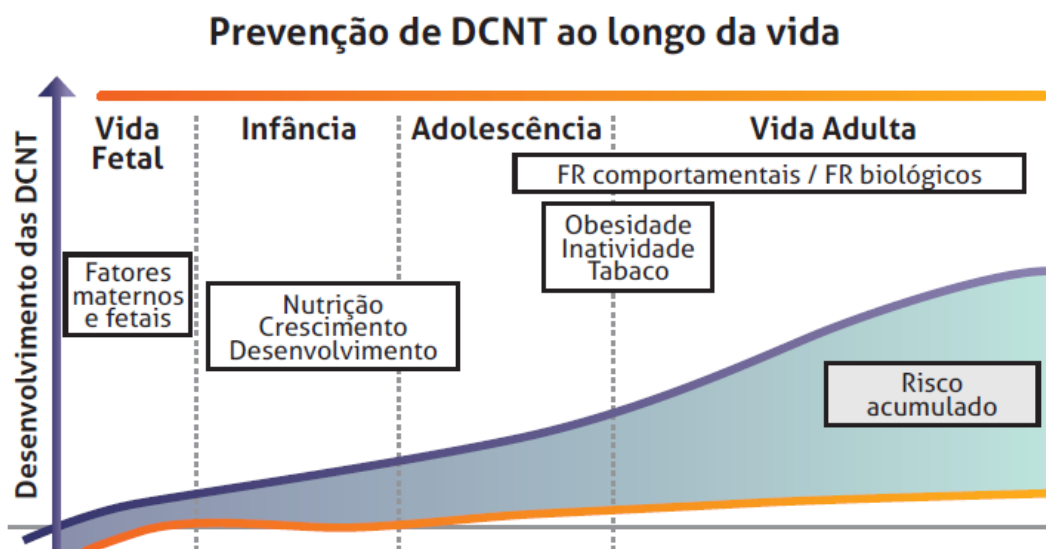 Prevenção de DCNT ao longo da vida
Desenvolvimento das DCNT
Vida
Fetal
Infância
Adolescência
Vida Adulta
FR comportamentais / FR biológicos
Obesidade
Inatividade
Tabaco
Fatores
maternos
e fetais
Nutrição
Crescimento
Desenvolvimento
Risco
acumulado